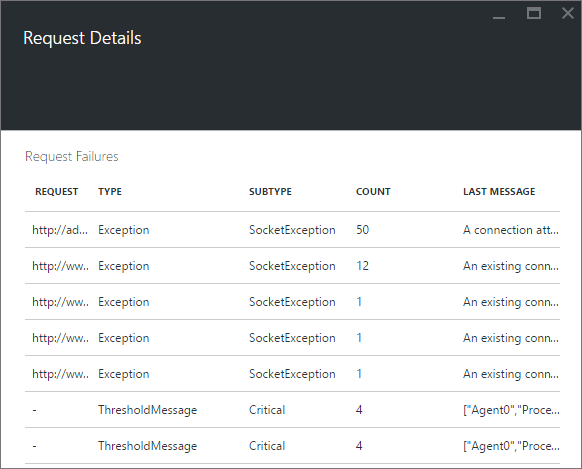 Request Details
Request Failures
REQUEST TYPE SUBTYPE COUNT LAST MESSAGE
http://ad... Exception SocketException 50 A connection att...
http://ww.. Exception SocketException 12 An existing conn...
http://ww.. Exception SocketException 1 An existing conn...
http://ww.. Exception SocketException 1 An existing conn...
http://ww.. Exception SocketException 1 An existing conn...
- ThresholdMessage Critical 4 ["Agent0","Proce...
- ThresholdMessage Critical 4 ["Agent0","Proce...